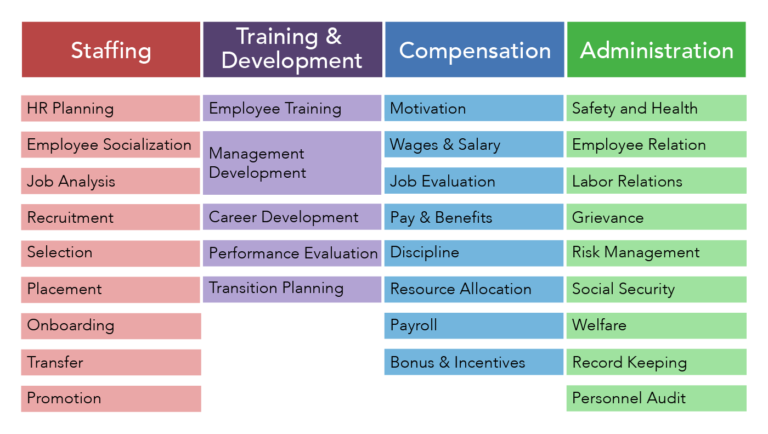 Staffing
Training &
Development
Compensation
Administration
HR Planning
Employee Socialization
Job Analysis
Recruitment
Selection
Placement
Onboarding
Transfer
Promotion
Employee Training
Management
Development
Career Development
Performance Evaluation
Transition Planning
Motivation
Wages & Salary
Job Evaluation
Pay & Benefits
Discipline
Resource Allocation
Payroll
Bonus & Incentives
Safety and Health
Employee Relation
Labor Relations
Grievance
Risk Management
Social Security
Welfare
Record Keeping
Personnel Audit